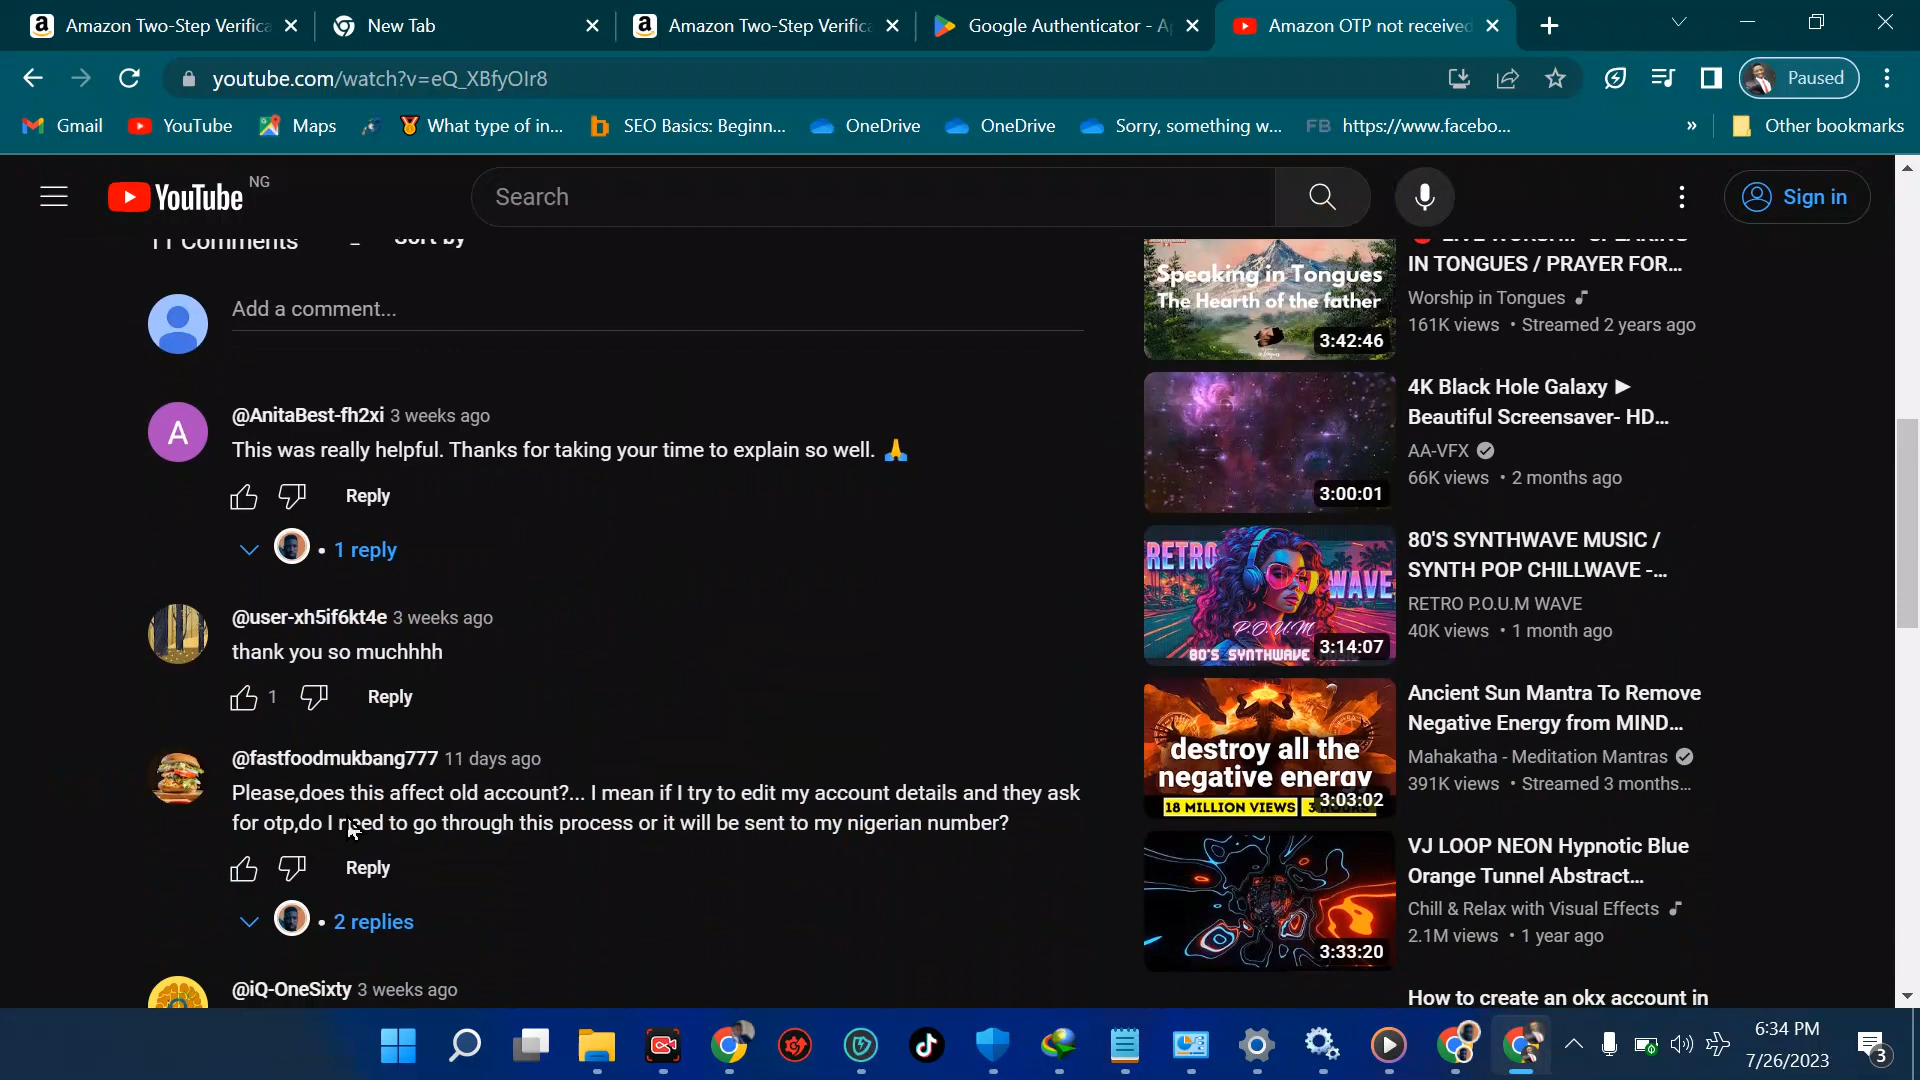 Amazon Two-Step Verifica
New Tab
Amazon Two-Step Verifica
Google Authenticator - Ap
Amazon OTP not received
youtube.com/watch?v=eQ_XBfyOIr8
Paused
Gmail
YouTube
Maps
What type of in...
SEO Basics: Beginn...
OneDrive
OneDrive
Sorry, something w...
FB https://www.facebo...
»
Other bookmarks
YouTube NG
Search
Sign in
11 Comments
Sort by
Add a comment...
@AnitaBest-fh2xi 3 weeks ago
This was really helpful. Thanks for taking your time to explain so well. 🙏
Reply
• 1 reply
@user-xh5if6kt4e 3 weeks ago
thank you so muchhhh
1 Reply
@fastfoodmukbang777 11 days ago
Please,does this affect old account?... I mean if I try to edit my account details and they ask
for otp,do I need to go through this process or it will be sent to my nigerian number?
Reply
• 2 replies
@iQ-OneSixty 3 weeks ago
Speaking in Tongues
The Hearth of the father
3:42:46
LIVE WORSHIP SPEAKING
IN TONGUES / PRAYER FOR...
Worship in Tongues
161K views • Streamed 2 years ago
3:00:01
4K Black Hole Galaxy ►
Beautiful Screensaver- HD...
AA-VFX
66K views • 2 months ago
RETRO WAVE
P.O.U.M
80'S SYNTHWAVE
3:14:07
80'S SYNTHWAVE MUSIC /
SYNTH POP CHILLWAVE -...
RETRO P.O.U.M WAVE
40K views • 1 month ago
destroy all the
negative energy
18 MILLION VIEWS
3:03:02
Ancient Sun Mantra To Remove
Negative Energy from MIND...
Mahakatha - Meditation Mantras
391K views • Streamed 3 months...
3:33:20
VJ LOOP NEON Hypnotic Blue
Orange Tunnel Abstract...
Chill & Relax with Visual Effects
2.1M views • 1 year ago
How to create an okx account in
6:34 PM
7/26/2023
3